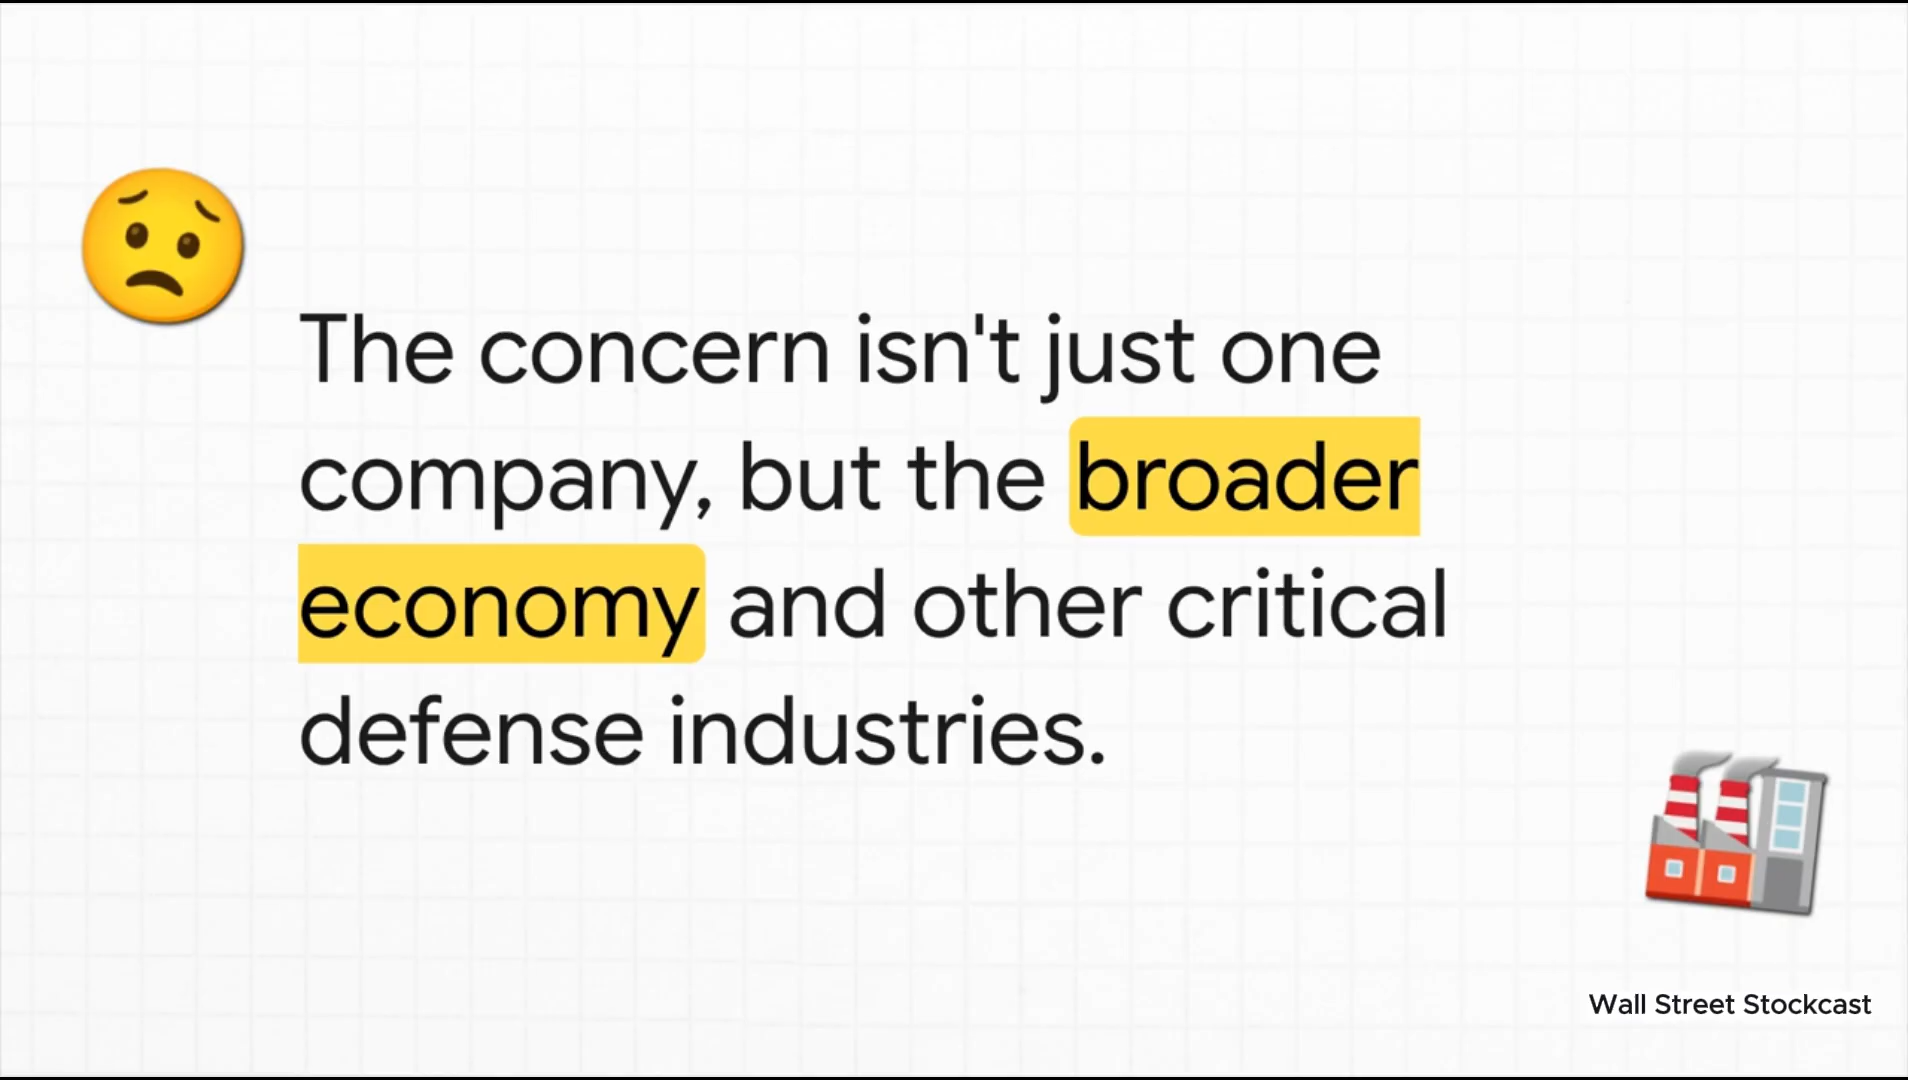 The concern isn't just one
company, but the broader
economy and other critical
defense industries.
Wall Street Stockcast